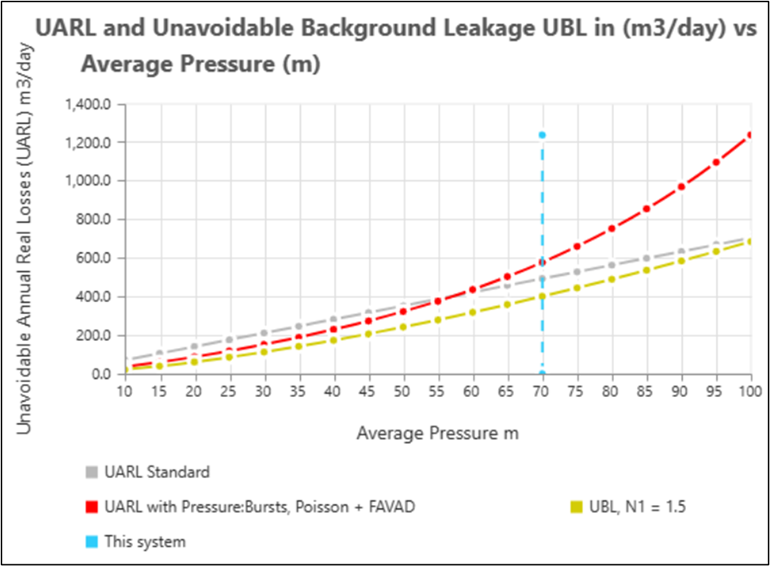 UARL and Unavoidable Background Leakage UBL in (m3/day) vs
Average Pressure (m)
Unavoidable Annual Real Losses (UARL) m3/day
1,400.0
1,200.0
1,000.0
800.0
600.0
400.0
200.0
0.0
10 15 20 25 30 35 40 45 50 55 60 65 70 75 80 85 90 95 100
Average Pressure m
UARL Standard
UARL with Pressure:Bursts, Poisson + FAVAD
UBL, N1 = 1.5
This system